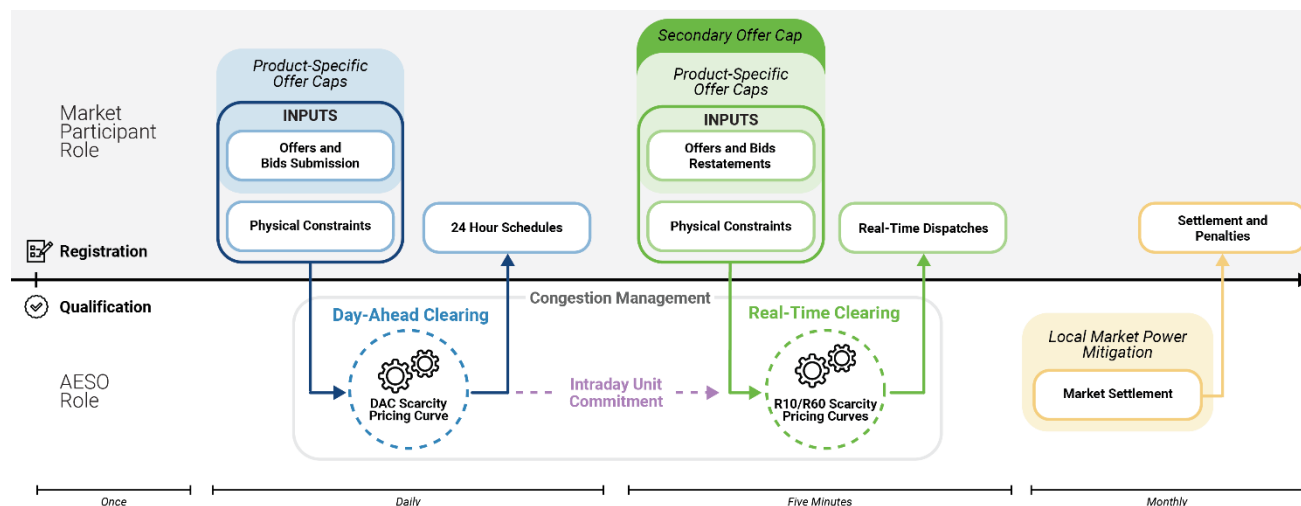 Market
Participant
Role
Product-Specific
Offer Caps
INPUTS
Offers and
Bids Submission
Physical Constraints
24 Hour Schedules
Secondary Offer Cap
Product-Specific
Offer Caps
INPUTS
Offers and Bids
Restatements
Physical Constraints
Real-Time Dispatches
Settlement and
Penalties
Registration
Qualification
AESO
Role
Congestion Management
Day-Ahead Clearing
DAC Scarcity
Pricing Curve
Intraday Unit
Commitment
Real-Time Clearing
R10/R60 Scarcity
Pricing Curves
Local Market Power
Mitigation
Market Settlement
Once
Daily
Five Minutes
Monthly